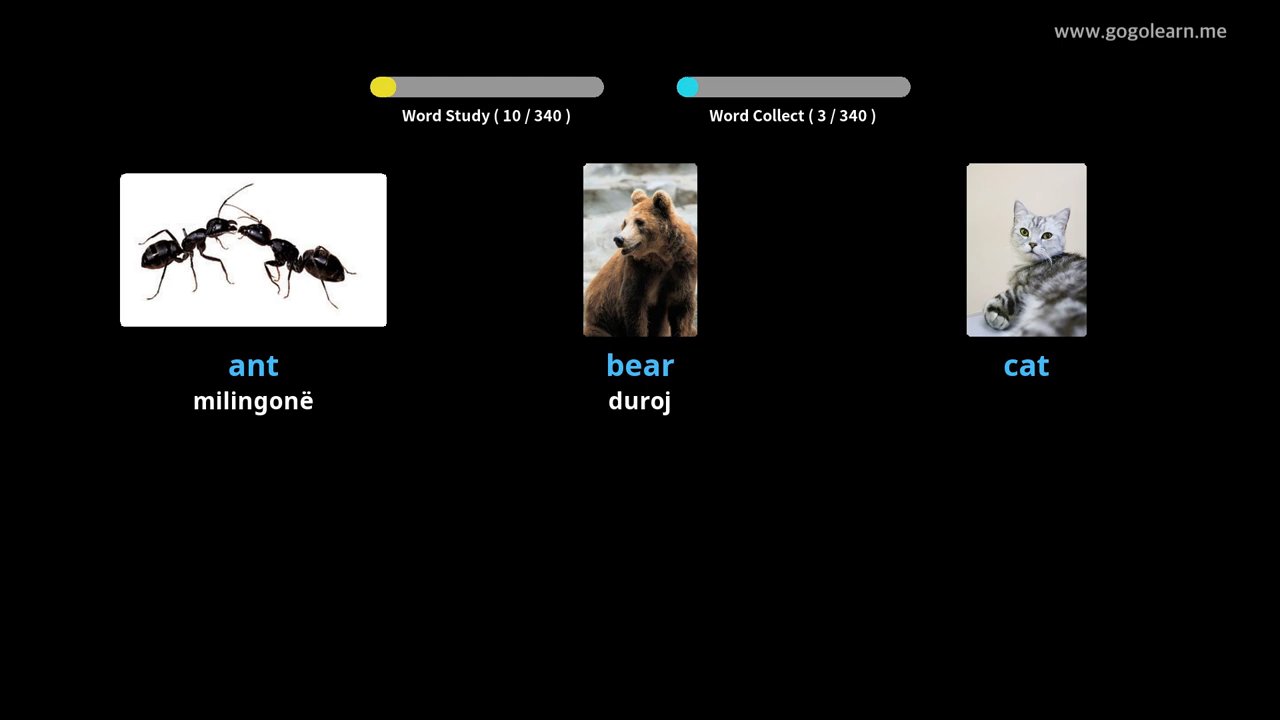 www.gogolearn.me
Word Study ( 10 / 340 )
Word Collect ( 3 / 340 )
ant
milingonë
bear
duroj
cat